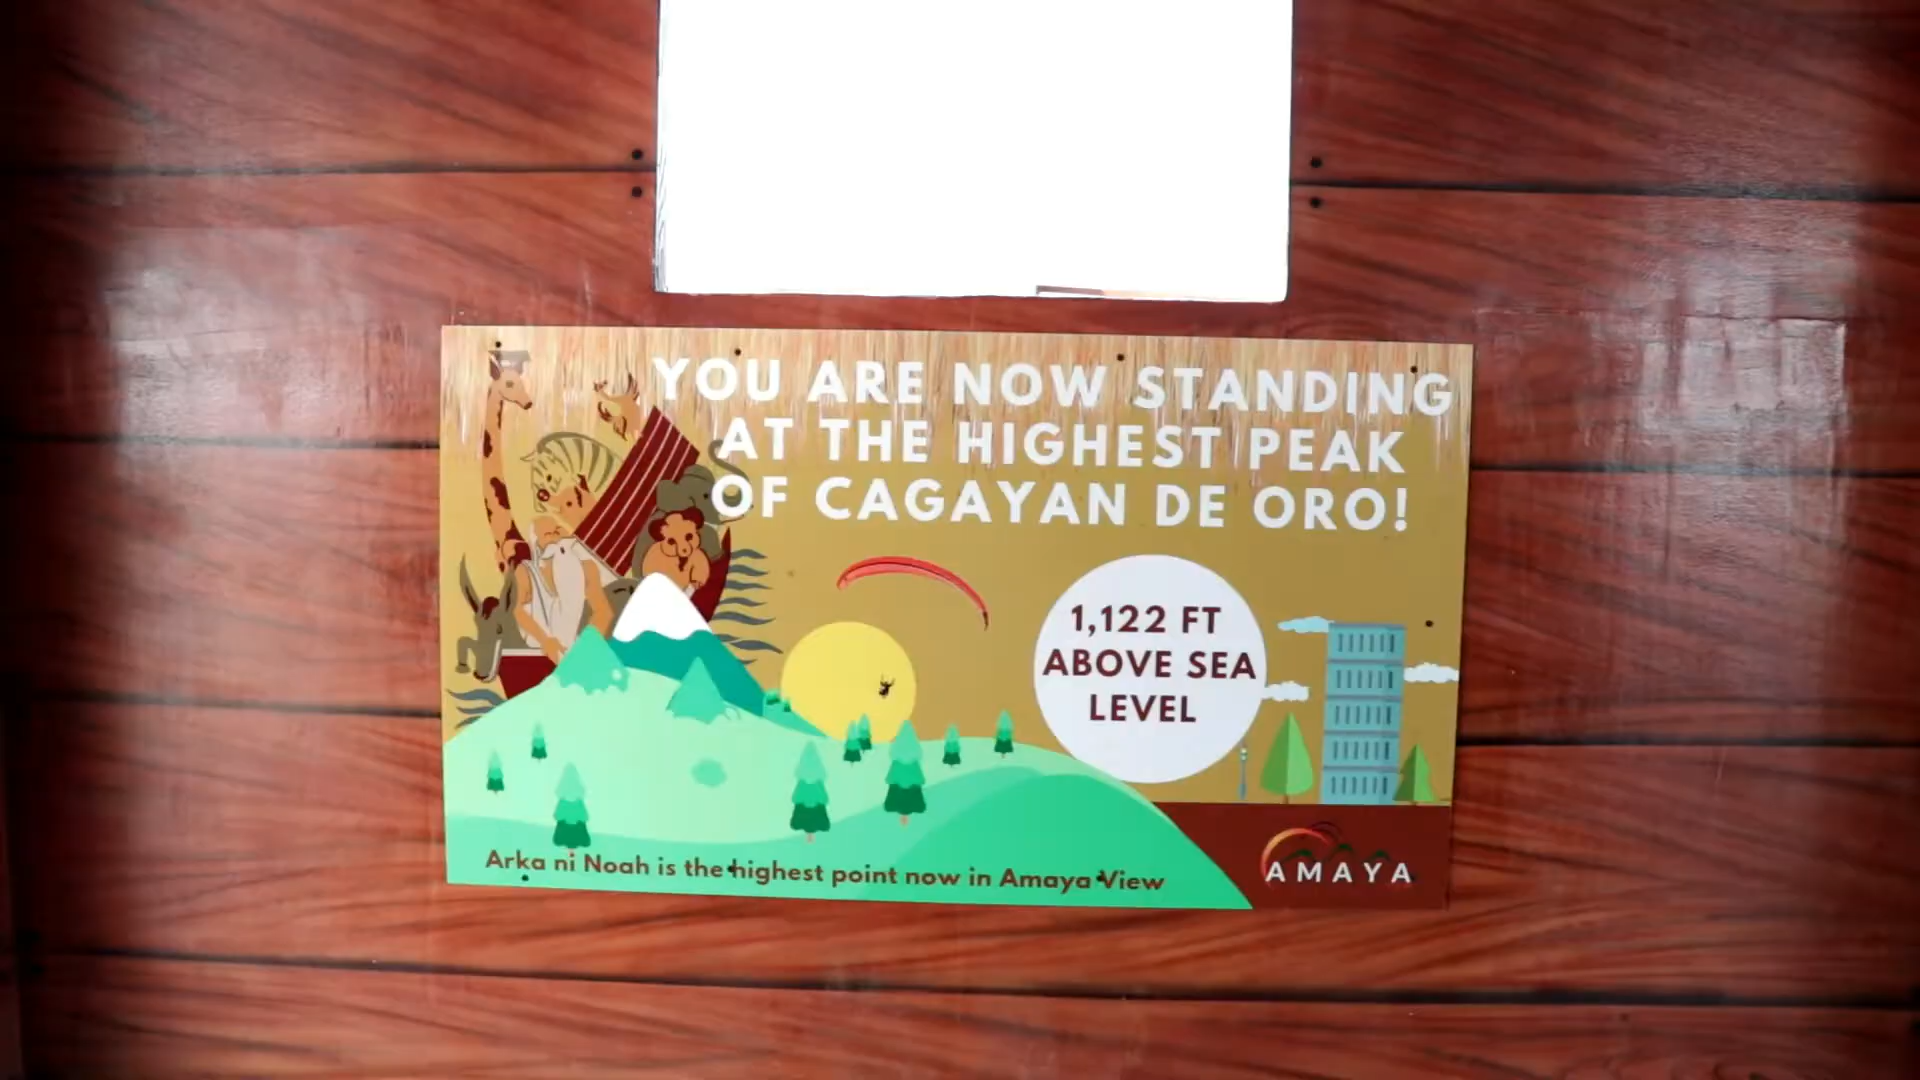 YOU ARE NOW STANDING
AT THE HIGHEST PEAK
OF CAGAYAN DE ORO!
1,122 FT
ABOVE SEA
LEVEL
Arka ni Noah is the highest point now in Amaya View
AMAYA